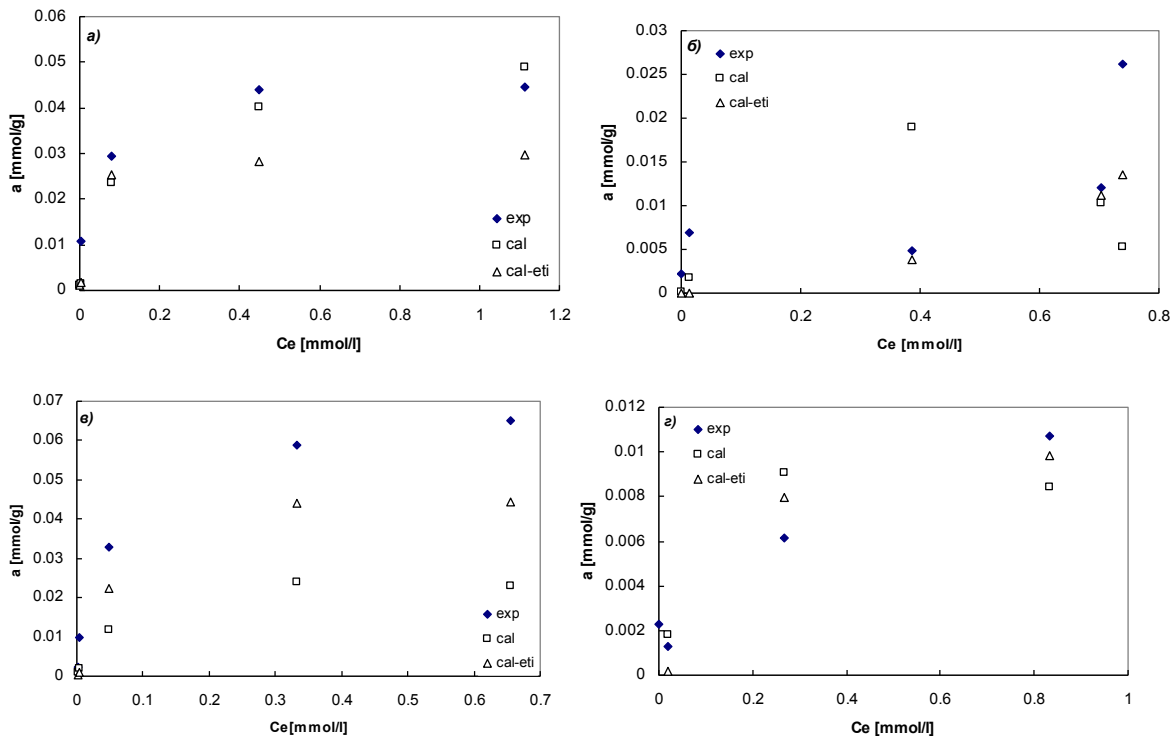 а)
0.06
0.05
0.04
0.03
0.02
0.01
0
a [mmol/g]
exp
cal
cal-eti
0 0.2 0.4 0.6 0.8 1 1.2
Ce [mmol/l]
б)
0.03
0.025
0.02
0.015
0.01
0.005
0
a [mmol/g]
exp
cal
cal-eti
0 0.2 0.4 0.6 0.8
Ce [mmol/l]
в)
0.07
0.06
0.05
0.04
0.03
0.02
0.01
0
a [mmol/g]
exp
cal
cal-eti
0 0.1 0.2 0.3 0.4 0.5 0.6 0.7
Ce[mmol/l]
г)
0.012
0.01
0.008
0.006
0.004
0.002
0
a [mmol/g]
exp
cal
cal-eti
0 0.2 0.4 0.6 0.8 1
Ce [mmol/l]